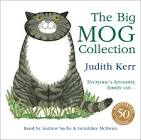 The Big
MOG
Collection
Judith Kerr
Everyone's favourite
family cat...
50
Read by Andrew Sachs & Geraldine McEwan